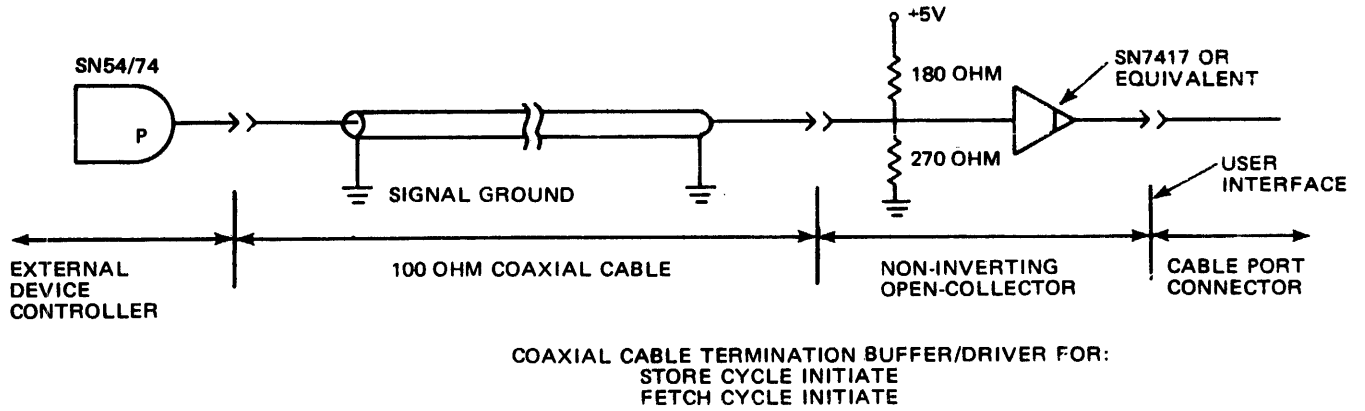 +5V
SN54/74
SN7417 OR
EQUIVALENT
180 OHM
P
270 OHM
SIGNAL GROUND
USER
INTERFACE
EXTERNAL
DEVICE
CONTROLLER
100 OHM COAXIAL CABLE
NON-INVERTING
OPEN-COLLECTOR
CABLE PORT
CONNECTOR
COAXIAL CABLE TERMINATION BUFFER/DRIVER FOR:
STORE CYCLE INITIATE
FETCH CYCLE INITIATE